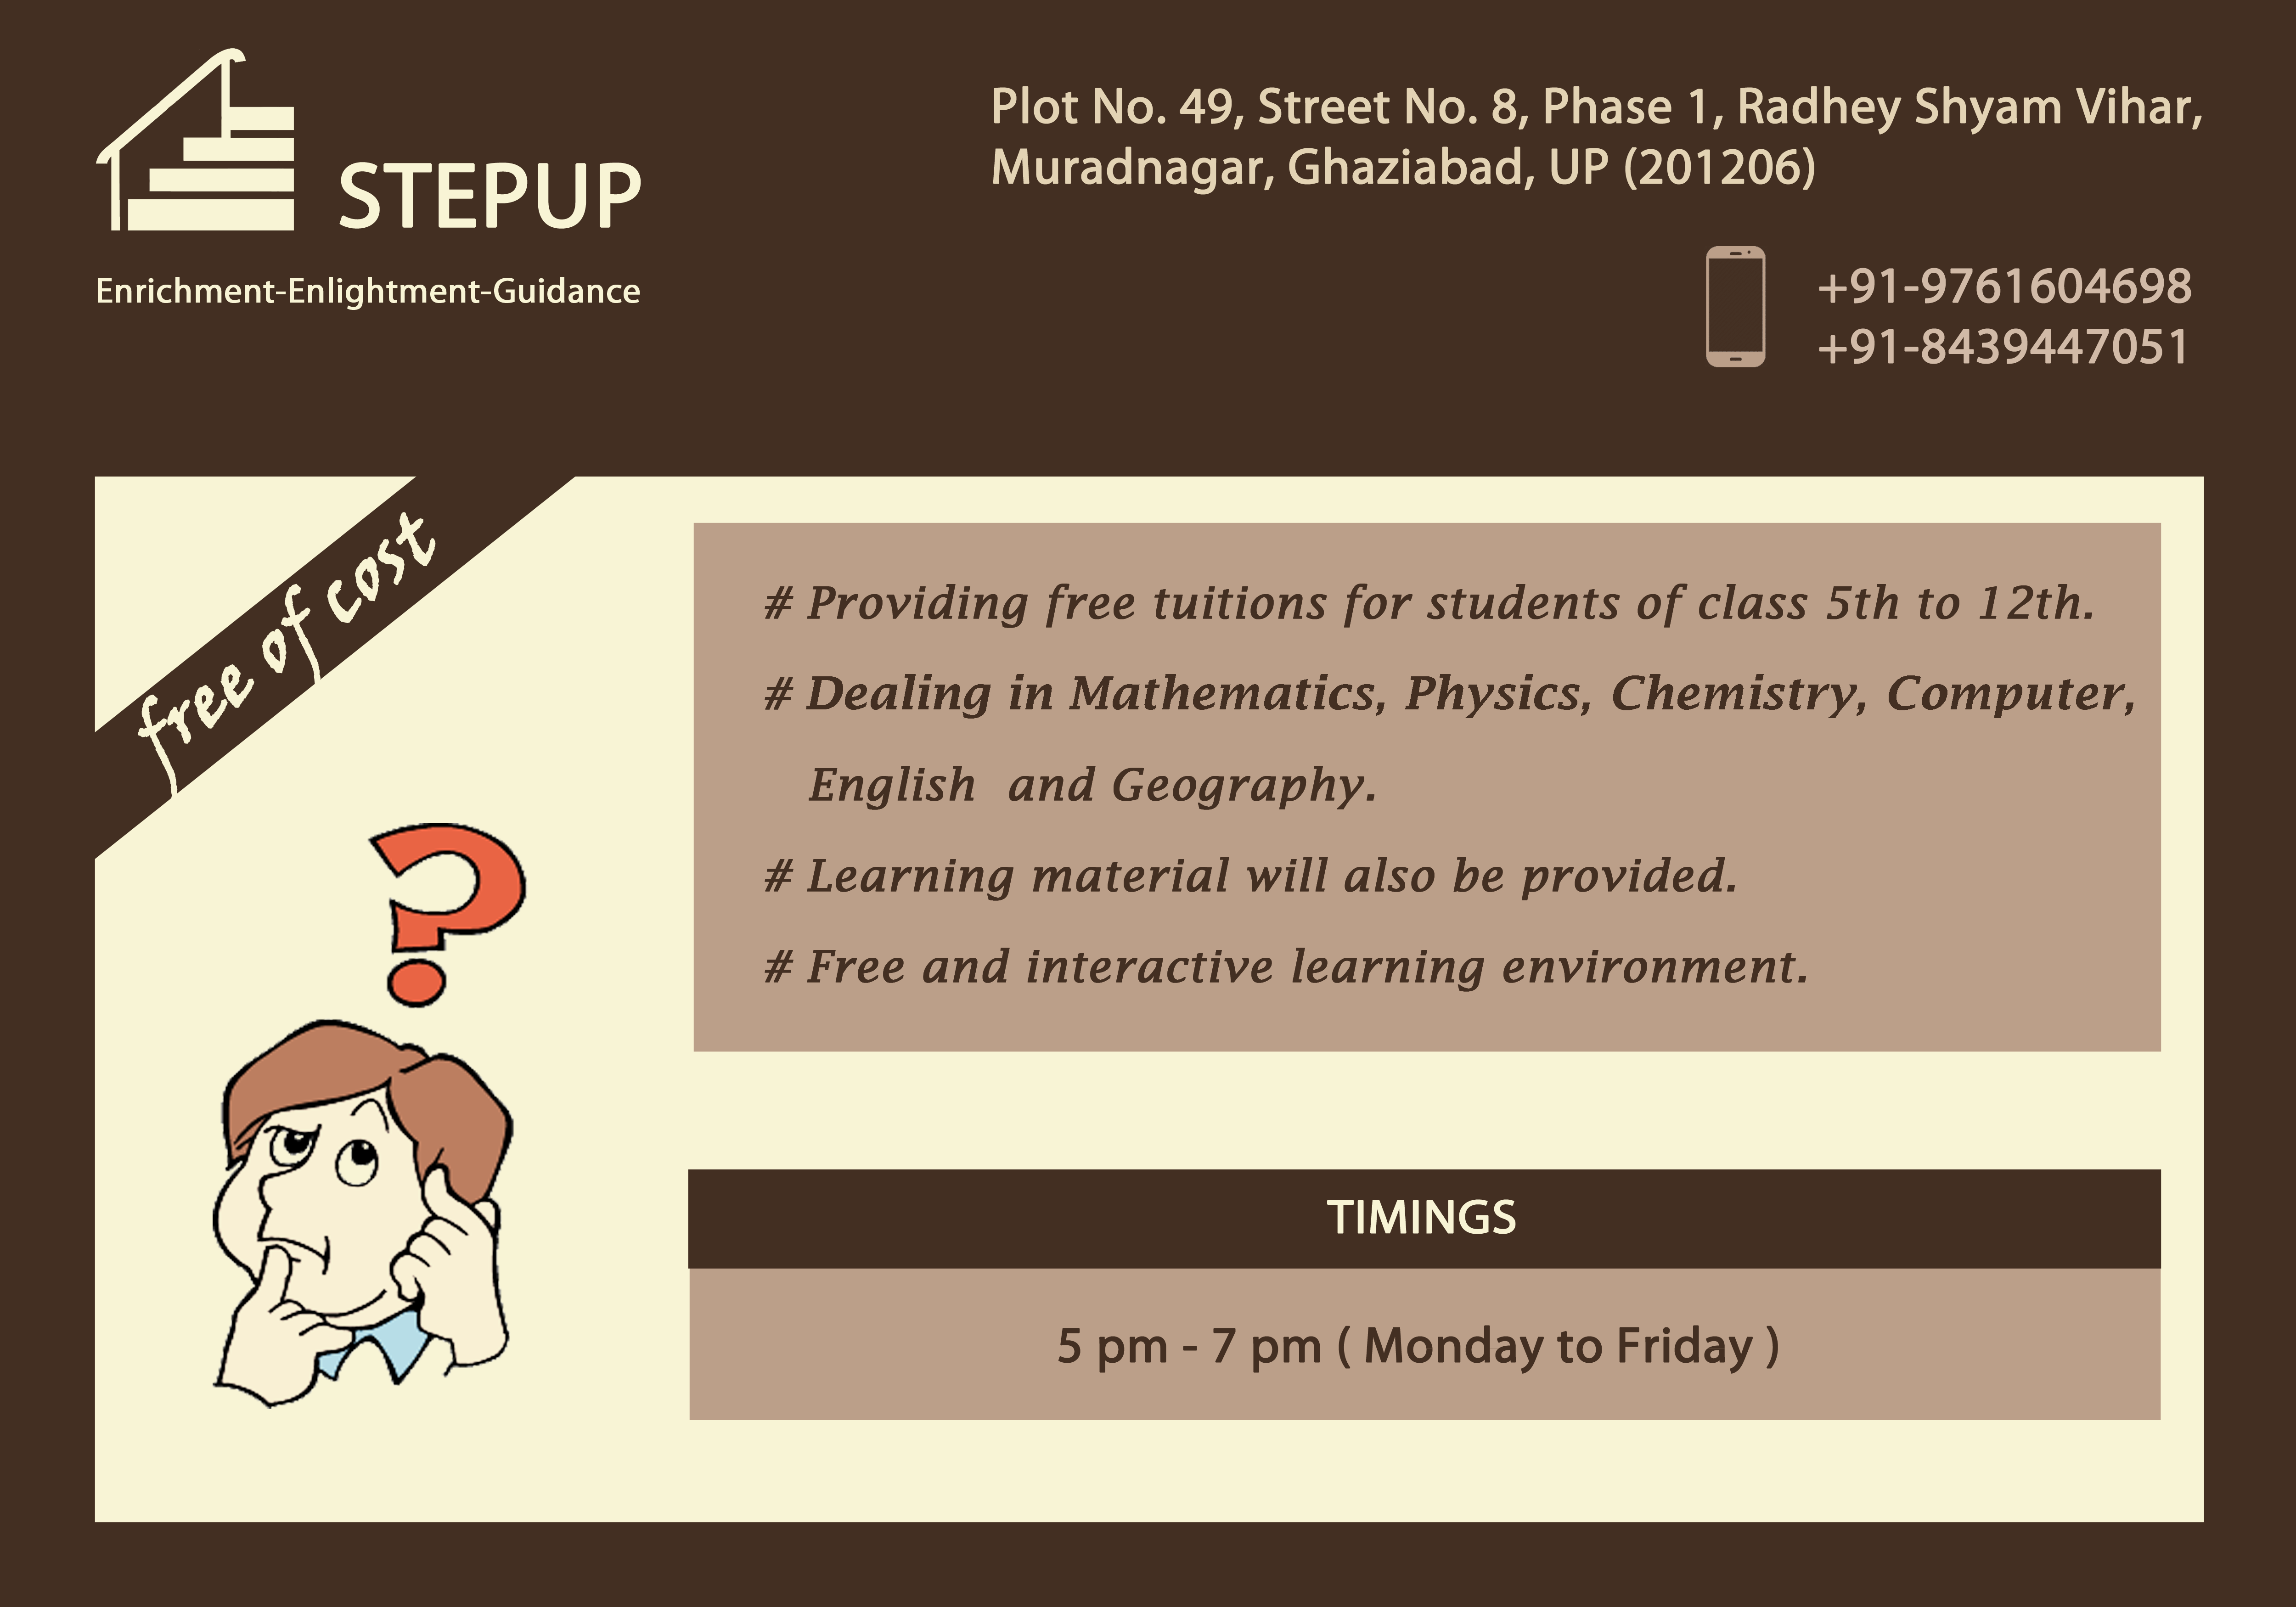 STEPUP
Enrichment-Enlightment-Guidance
Plot No. 49, Street No. 8, Phase 1, Radhey Shyam Vihar,
Muradnagar, Ghaziabad, UP (201206)
+91-9761604698
+91-8439447051
free of cost
# Providing free tuitions for students of class 5th to 12th.
# Dealing in Mathematics, Physics, Chemistry, Computer,
English and Geography.
# Learning material will also be provided.
# Free and interactive learning environment.
?
TIMINGS
5 pm - 7 pm ( Monday to Friday )